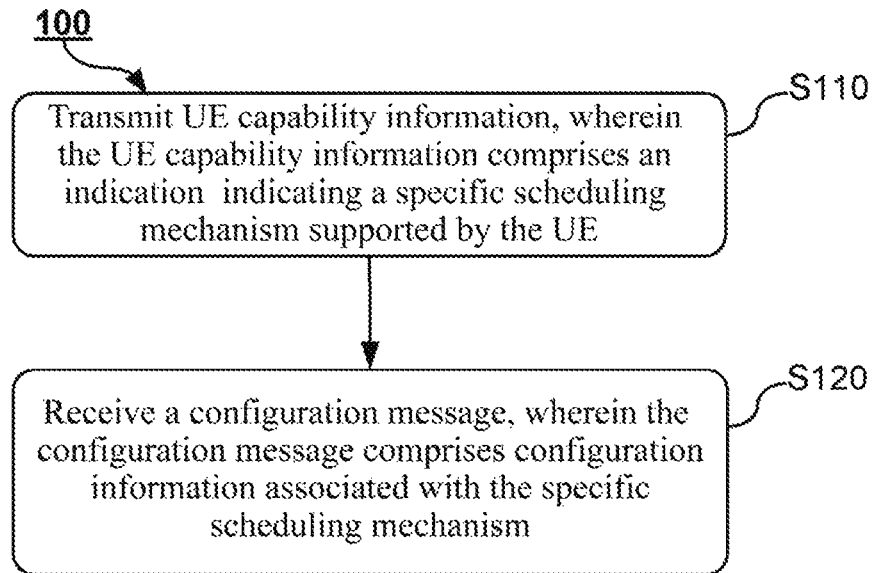 100
S110
Transmit UE capability information, wherein
the UE capability information comprises an
indication indicating a specific scheduling
mechanism supported by the UE
S120
Receive a configuration message, wherein the
configuration message comprises configuration
information associated with the specific
scheduling mechanism